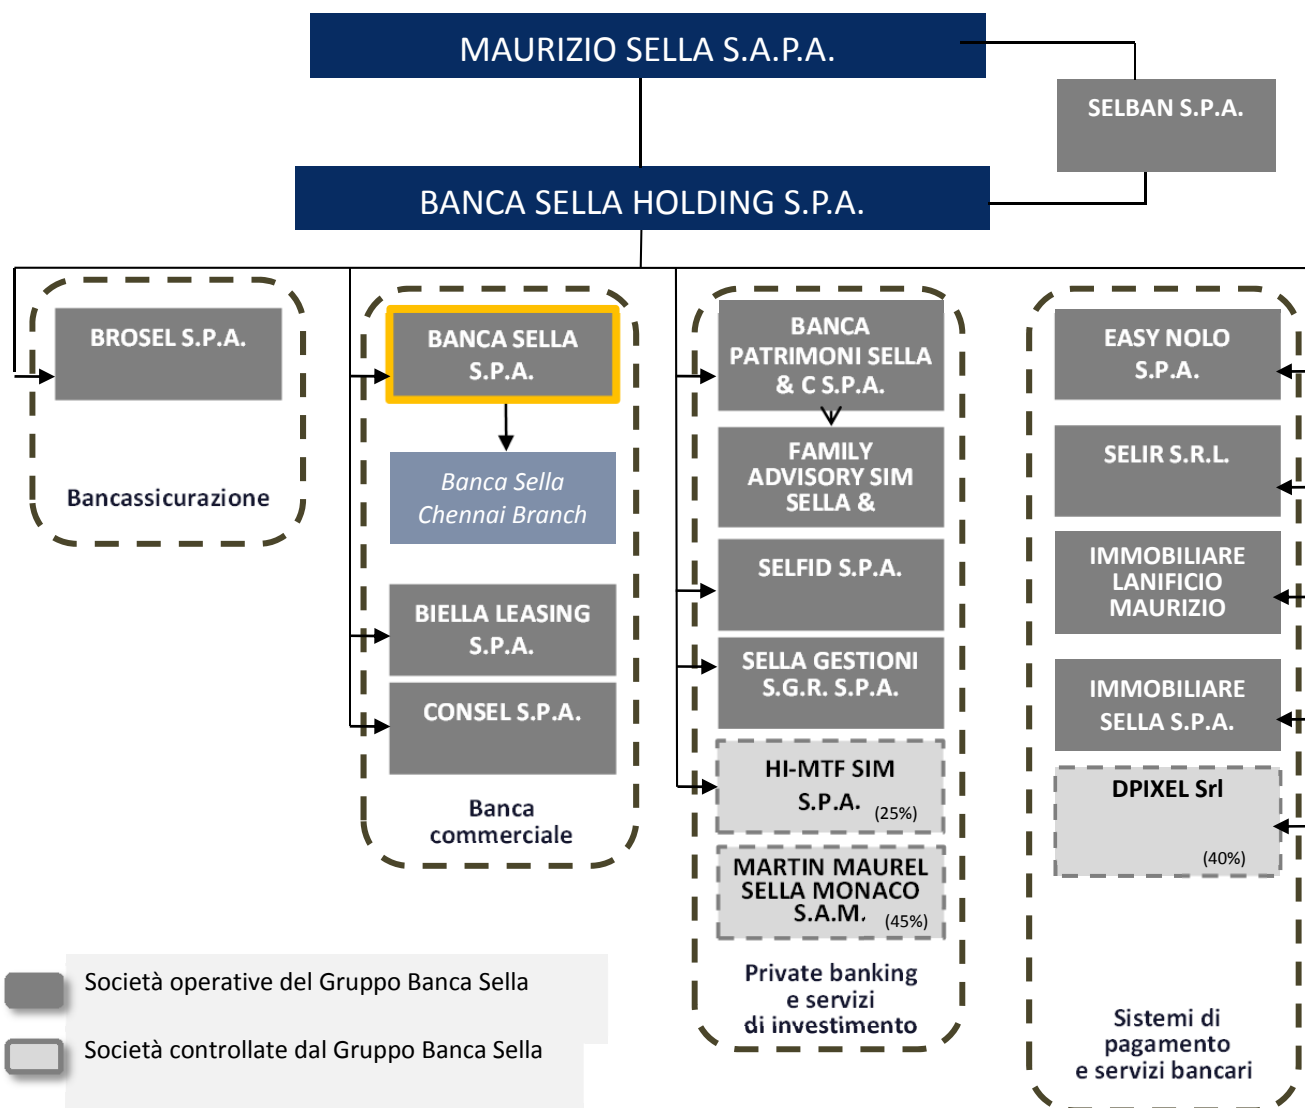 MAURIZIO SELLA S.A.P.A.
SELBAN S.P.A.
BANCA SELLA HOLDING S.P.A.
BROSEL S.P.A.
Bancassicurazione
BANCA SELLA
S.P.A.
Banca Sella
Chennai Branch
BIELLA LEASING
S.P.A.
CONSEL S.P.A.
Banca
commerciale
BANCA
PATRIMONI SELLA
& C S.P.A.
FAMILY
ADVISORY SIM
SELLA &
SELFID S.P.A.
SELLA GESTIONI
S.G.R. S.P.A.
HI-MTF SIM
S.P.A. (25%)
MARTIN MAUREL
SELLA MONACO
S.A.M. (45%)
Private banking
e servizi
di investimento
EASY NOLO
S.P.A.
SELIR S.R.L.
IMMOBILIARE
LANIFICIO
MAURIZIO
IMMOBILIARE
SELLA S.P.A.
DPIXEL Srl
(40%)
Sistemi di
pagamento
e servizi bancari
Società operative del Gruppo Banca Sella
Società controllate dal Gruppo Banca Sella